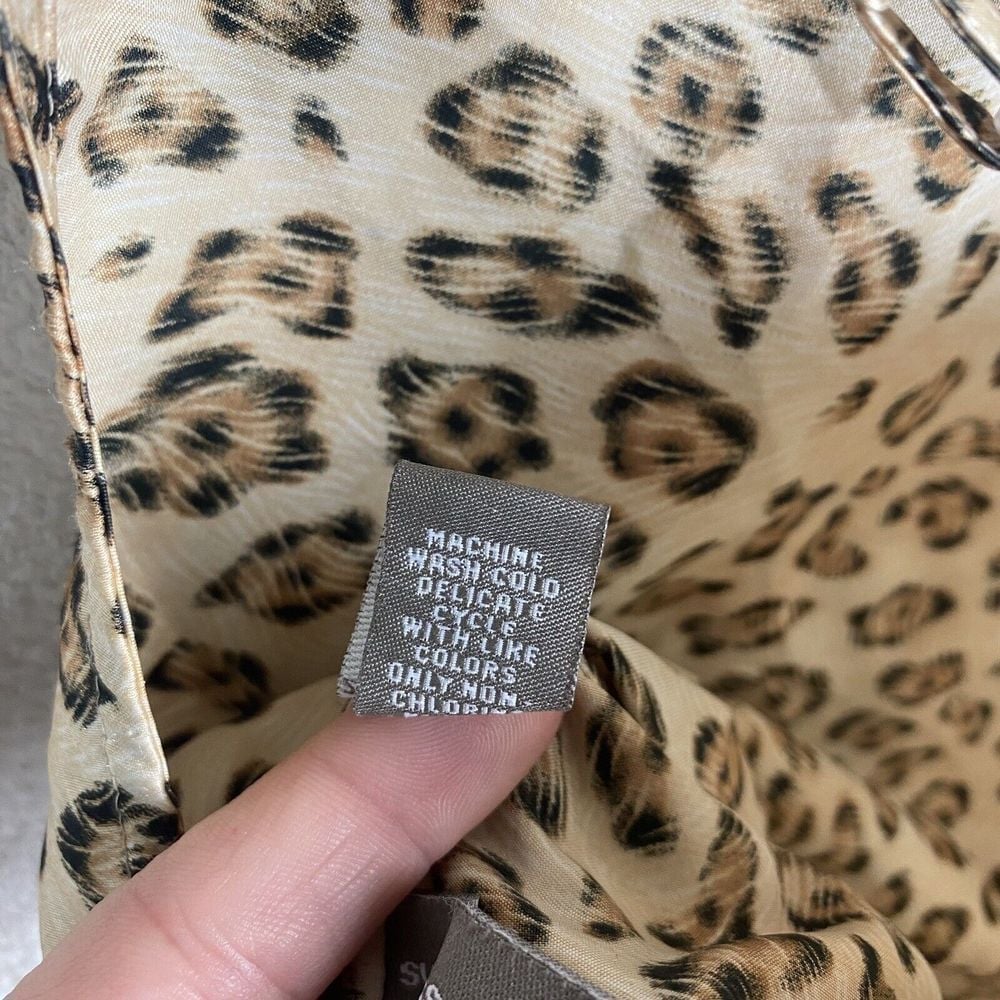 MACHINE
WASH COLD
DELICATE
CYCLE
WITH LIKE
COLORS
ONLY NON